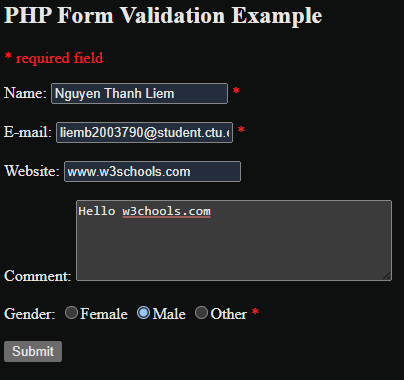 PHP Form Validation Example
* required field
Name: Nguyen Thanh Liem *
E-mail: liemb2003790@student.ctu.e *
Website: www.w3schools.com
Hello w3chools.com
Comment:
Gender: Female Male Other *
Submit